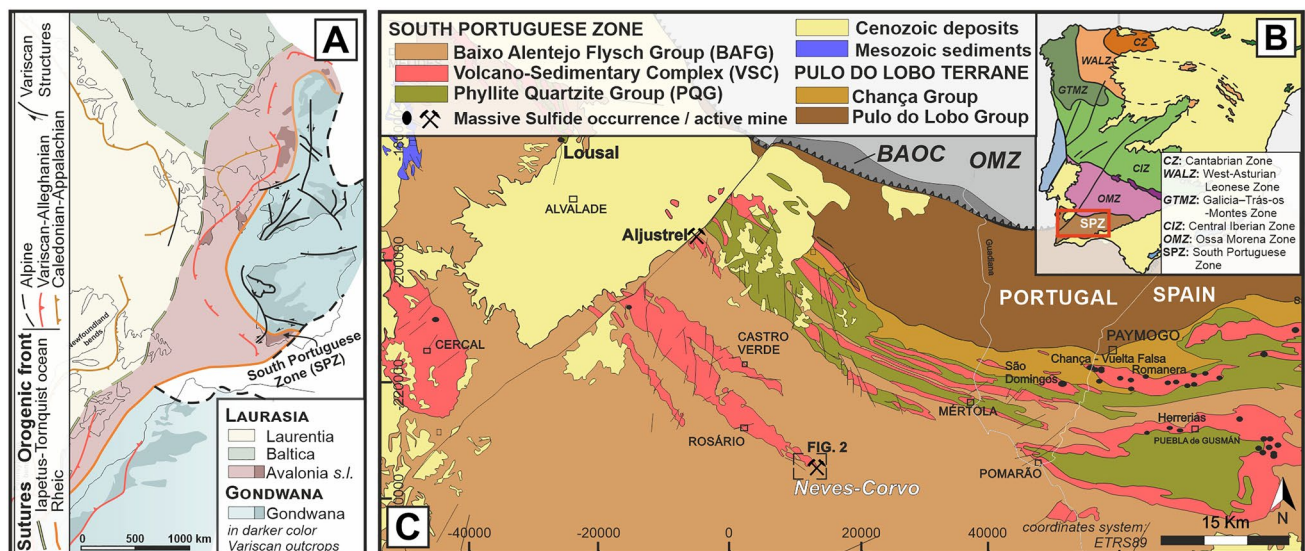 A
Variscan
Structures
Alpine
Variscan-Alleghanian
Caledonian-Appalachian
Sutures Orogenic front
Iapetus-Tornquist ocean
Rheic
South Portuguese
Zone (SPZ)
LAURASIA
Laurentia
Baltica
Avalonia s.l.
GONDWANA
Gondwana
in darker color
Variscan outcrops
0 500 1000 km
SOUTH PORTUGUESE ZONE
Baixo Alentejo Flysch Group (BAFG)
Volcano-Sedimentary Complex (VSC)
Phyllite Quartzite Group (PQG)
Massive Sulfide occurrence / active mine
Cenozoic deposits
Mesozoic sediments
PULO DO LOBO TERRANE
Chança Group
Pulo do Lobo Group
B
CZ
WALZ
GTMZ
CIZ
OMZ
SPZ
CZ: Cantabrian Zone
WALZ: West-Asturian
Leonese Zone
GTMZ: Galicia–Trás-os
-Montes Zone
CIZ: Central Iberian Zone
OMZ: Ossa Morena Zone
SPZ: South Portuguese
Zone
Lousal
ALVALADE
Aljustrel
BAOC
OMZ
Guadiana
PORTUGAL
SPAIN
CERCAL
CASTRO
VERDE
PAYMOGO
Chança - Vuelta Falsa
Romanera
São
Domingos
MÉRTOLA
Herrerias
PUEBLA de GUSMÁN
ROSÁRIO
FIG. 2
POMARÃO
Neves-Corvo
C
-40000
-20000
0
20000
40000
coordinates system:
ETRS89
15 Km
N